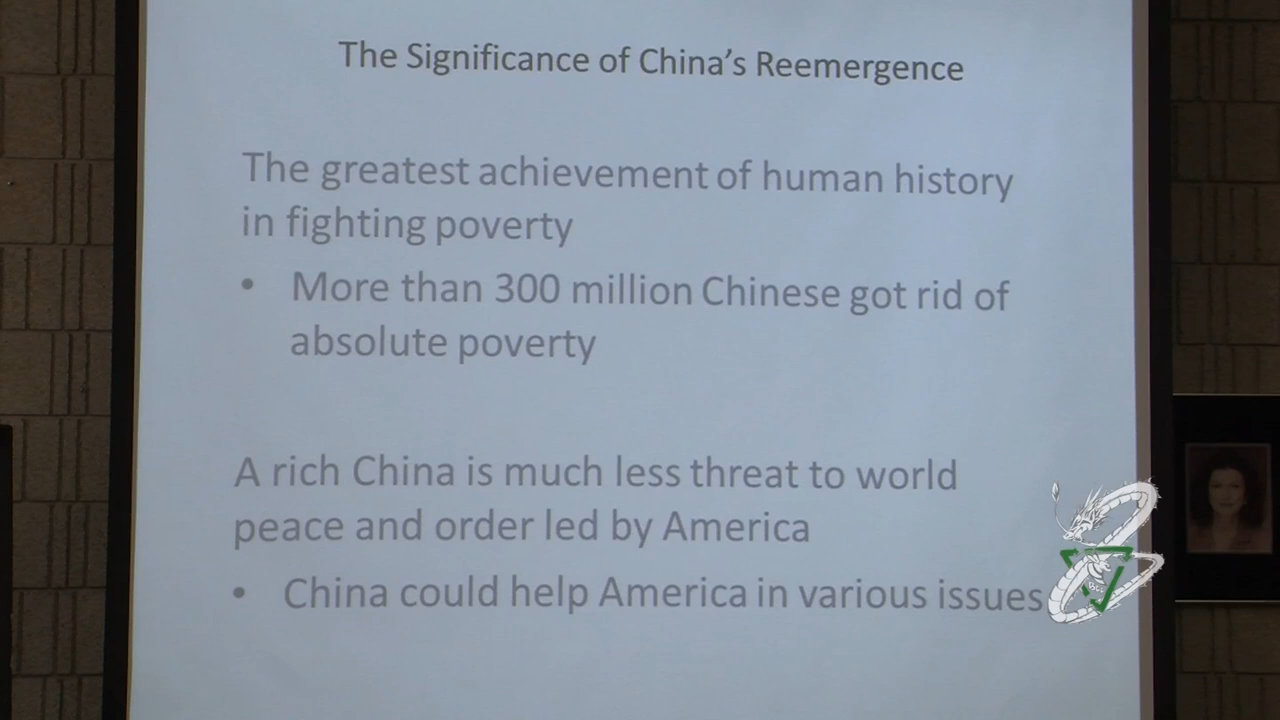 The Significance of China's Reemergence
The greatest achievement of human history
in fighting poverty
• More than 300 million Chinese got rid of
absolute poverty
A rich China is much less threat to world
peace and order led by America
• China could help America in various issues